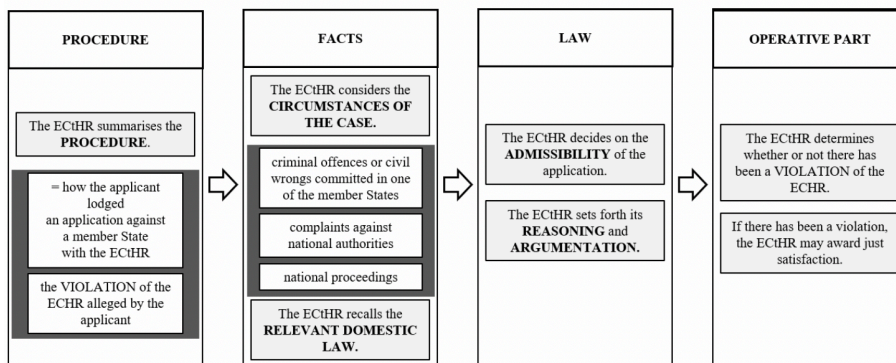 PROCEDURE
The ECtHR summarises the
PROCEDURE.
= how the applicant
lodged
an application against
a member State
with the ECtHR
the VIOLATION of the
ECHR alleged by the
applicant
FACTS
The ECtHR considers the
CIRCUMSTANCES OF
THE CASE.
criminal offences or civil
wrongs committed in one
of the member States
complaints against
national authorities
national proceedings
The ECtHR recalls the
RELEVANT DOMESTIC
LAW.
LAW
The ECtHR decides on the
ADMISSIBILITY of the
application.
The ECtHR sets forth its
REASONING and
ARGUMENTATION.
OPERATIVE PART
The ECtHR determines
whether or not there has
been a VIOLATION of the
ECHR.
If there has been a violation,
the ECtHR may award just
satisfaction.